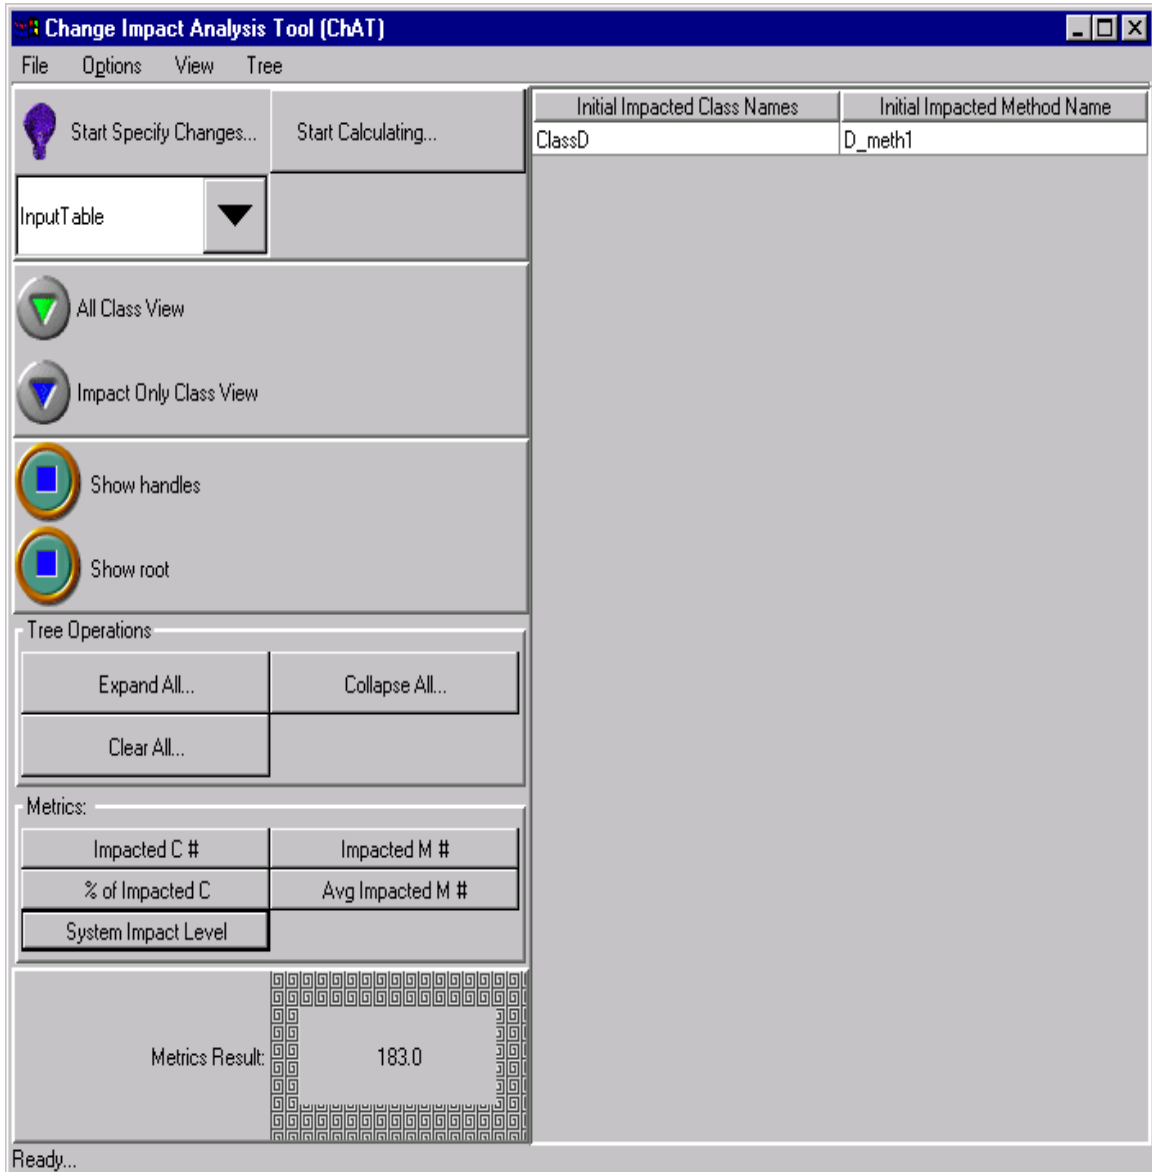 Change Impact Analysis Tool (ChAT)
File Options View Tree
Start Specify Changes... Start Calculating...
InputTable
Initial Impacted Class Names Initial Impacted Method Name
ClassD D_meth1
All Class View
Impact Only Class View
Show handles
Show root
Tree Operations
Expand All... Collapse All...
Clear All...
Metrics:
Impacted C # Impacted M #
% of Impacted C Avg Impacted M #
System Impact Level
Metrics Result: 183.0
Ready...